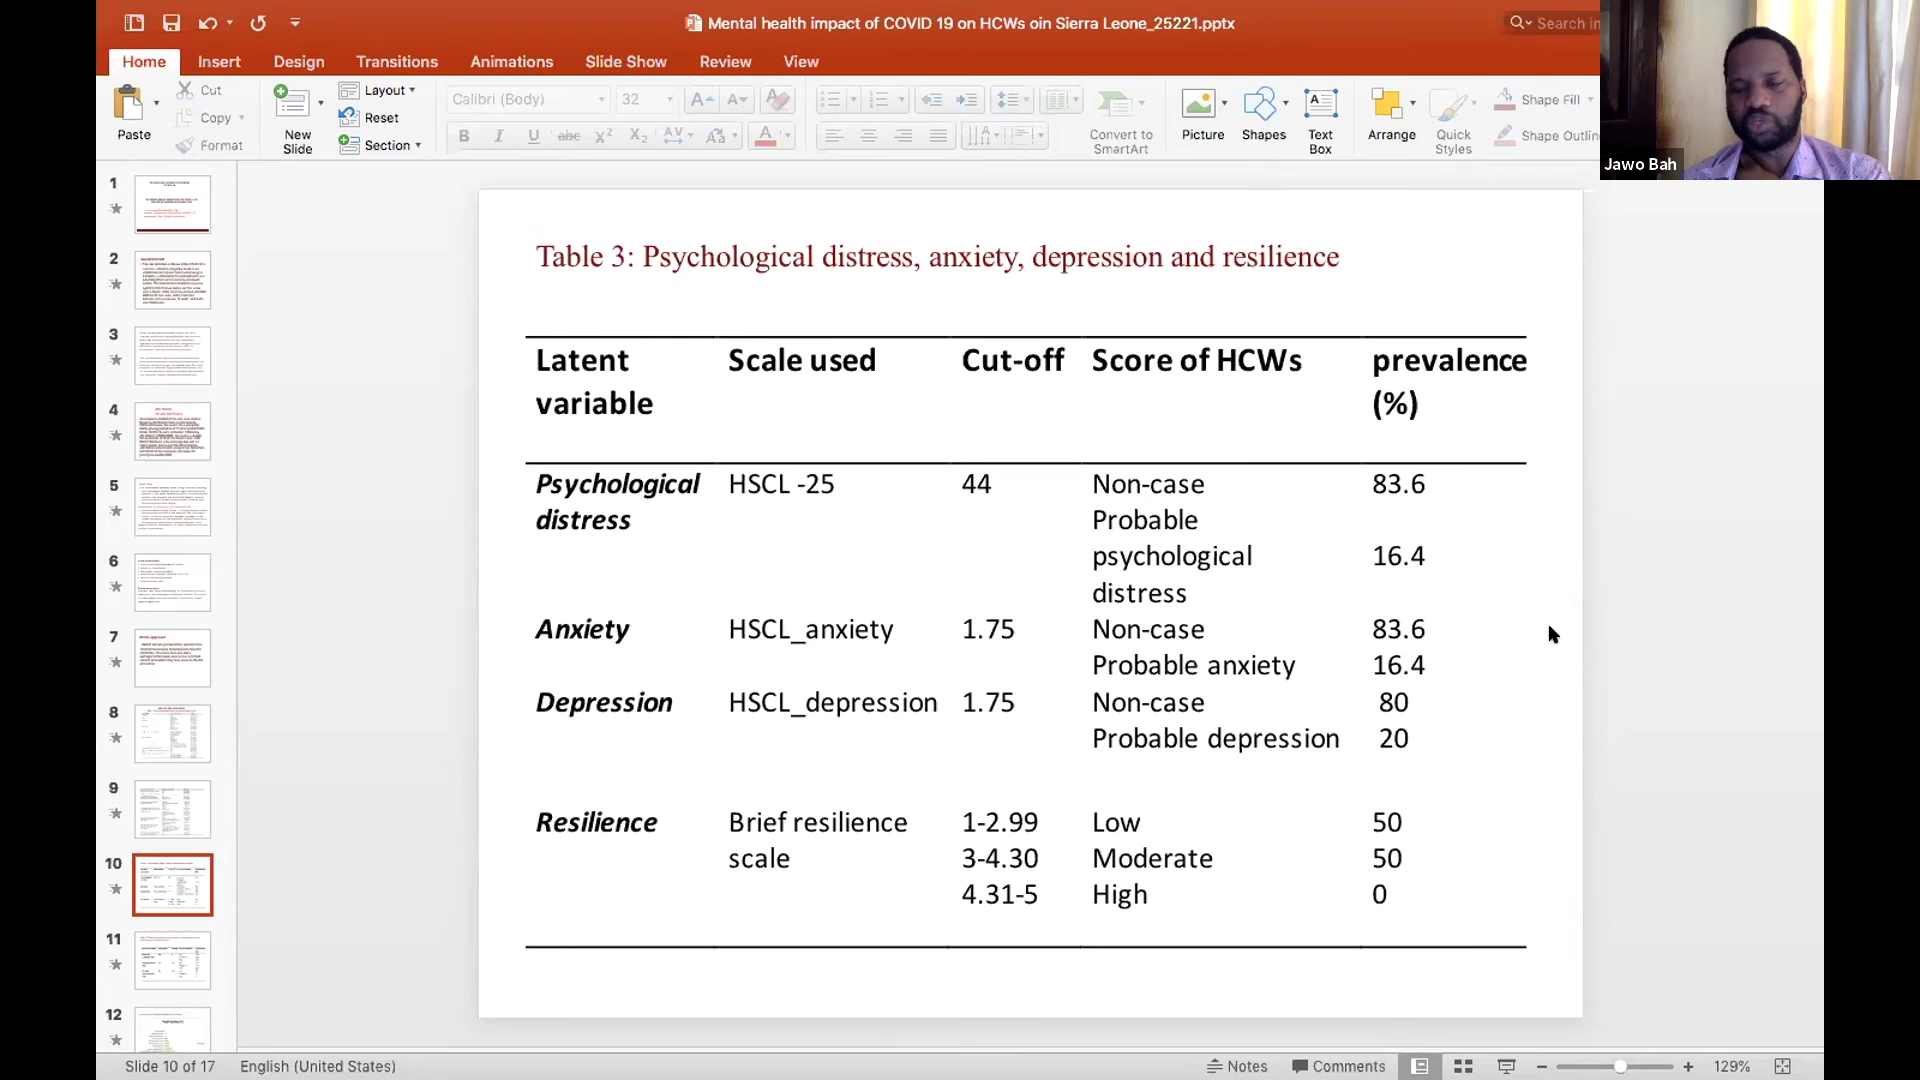 Mental health impact of COVID 19 on HCWs oin Sierra Leone_25221.pptx
Search in
Home Insert Design Transitions Animations Slide Show Review View
Paste
Cut
Copy
Format
New
Slide
Layout
Reset
Section
Calibri (Body) 32
Convert to
SmartArt
Picture
Shapes
Text
Box
Arrange
Quick
Styles
Shape Fill
Shape Outlin
Jawo Bah
1
2
3
4
5
6
7
8
9
10
11
12
Table 3: Psychological distress, anxiety, depression and resilience
Latent Scale used Cut-off Score of HCWs prevalence
variable (%)
Psychological HSCL -25 44 Non-case 83.6
distress Probable
psychological 16.4
distress
Anxiety HSCL_anxiety 1.75 Non-case 83.6
Probable anxiety 16.4
Depression HSCL_depression 1.75 Non-case 80
Probable depression 20
Resilience Brief resilience 1-2.99 Low 50
scale 3-4.30 Moderate 50
4.31-5 High 0
Slide 10 of 17 English (United States) Notes Comments 129%